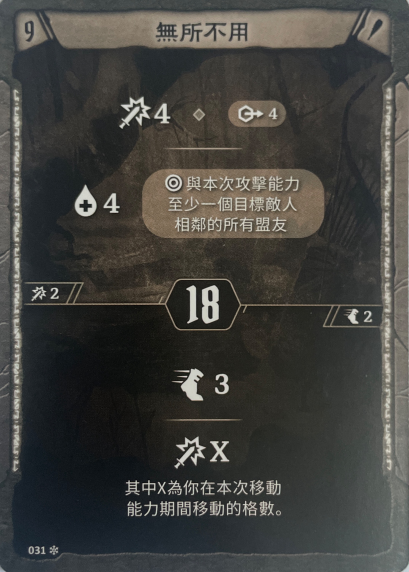 9 無所不用
4 4
4
與本次攻擊能力
至少一個目標敵人
相鄰的所有盟友
2
18
2
3
X
其中X為你在本次移動
能力期間移動的格數。
031